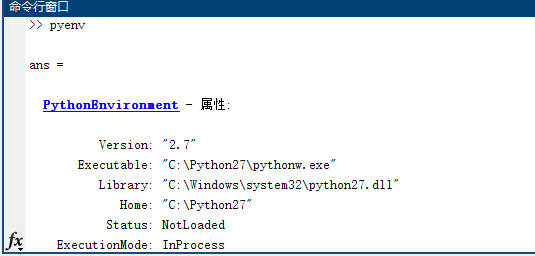 命令行窗口
>> pyenv
ans =
PythonEnvironment - 属性:
Version: "2.7"
Executable: "C:\Python27\pythonw.exe"
Library: "C:\Windows\system32\python27.dll"
Home: "C:\Python27"
Status: NotLoaded
fx ExecutionMode: InProcess